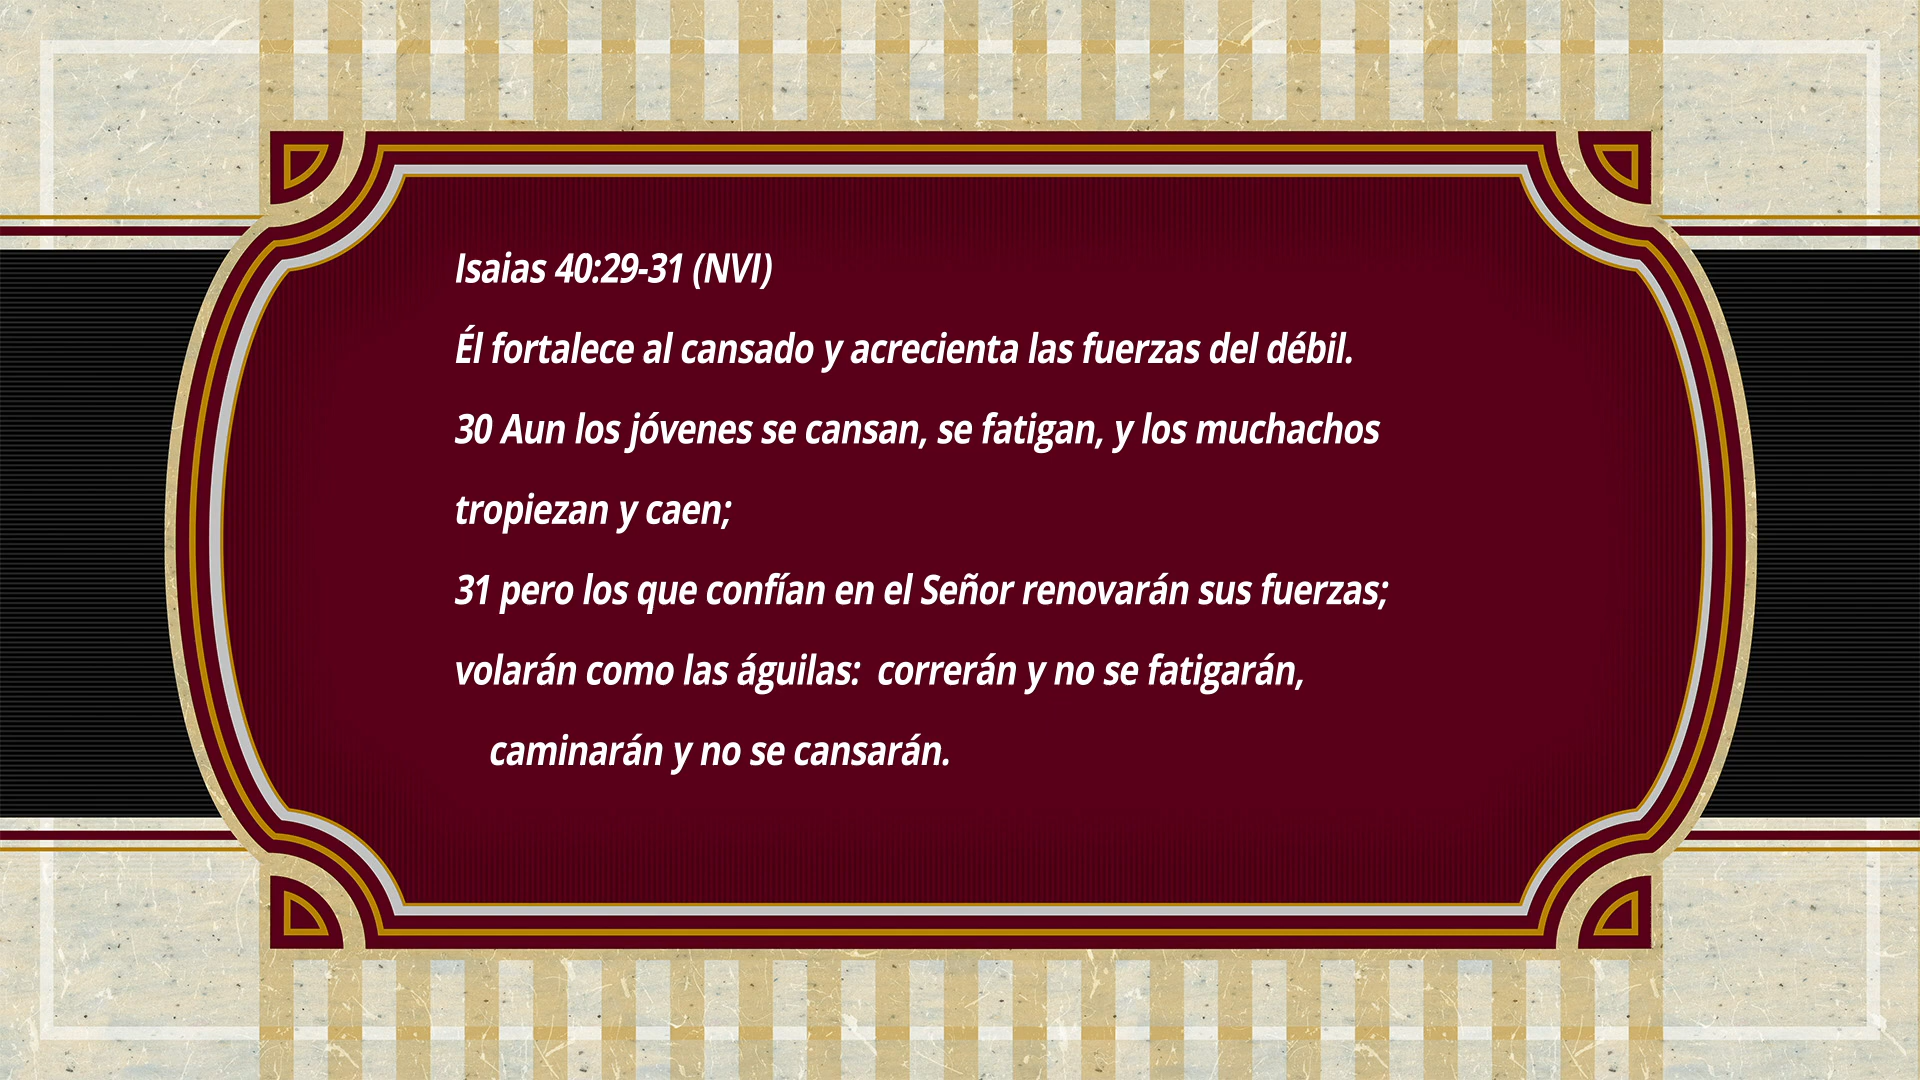 Isaias 40:29-31 (NVI)
Él fortalece al cansado y acrecienta las fuerzas del débil.
30 Aun los jóvenes se cansan, se fatigan, y los muchachos
tropiezan y caen;
31 pero los que confían en el Señor renovarán sus fuerzas;
volarán como las águilas:  correrán y no se fatigarán,
caminarán y no se cansarán.